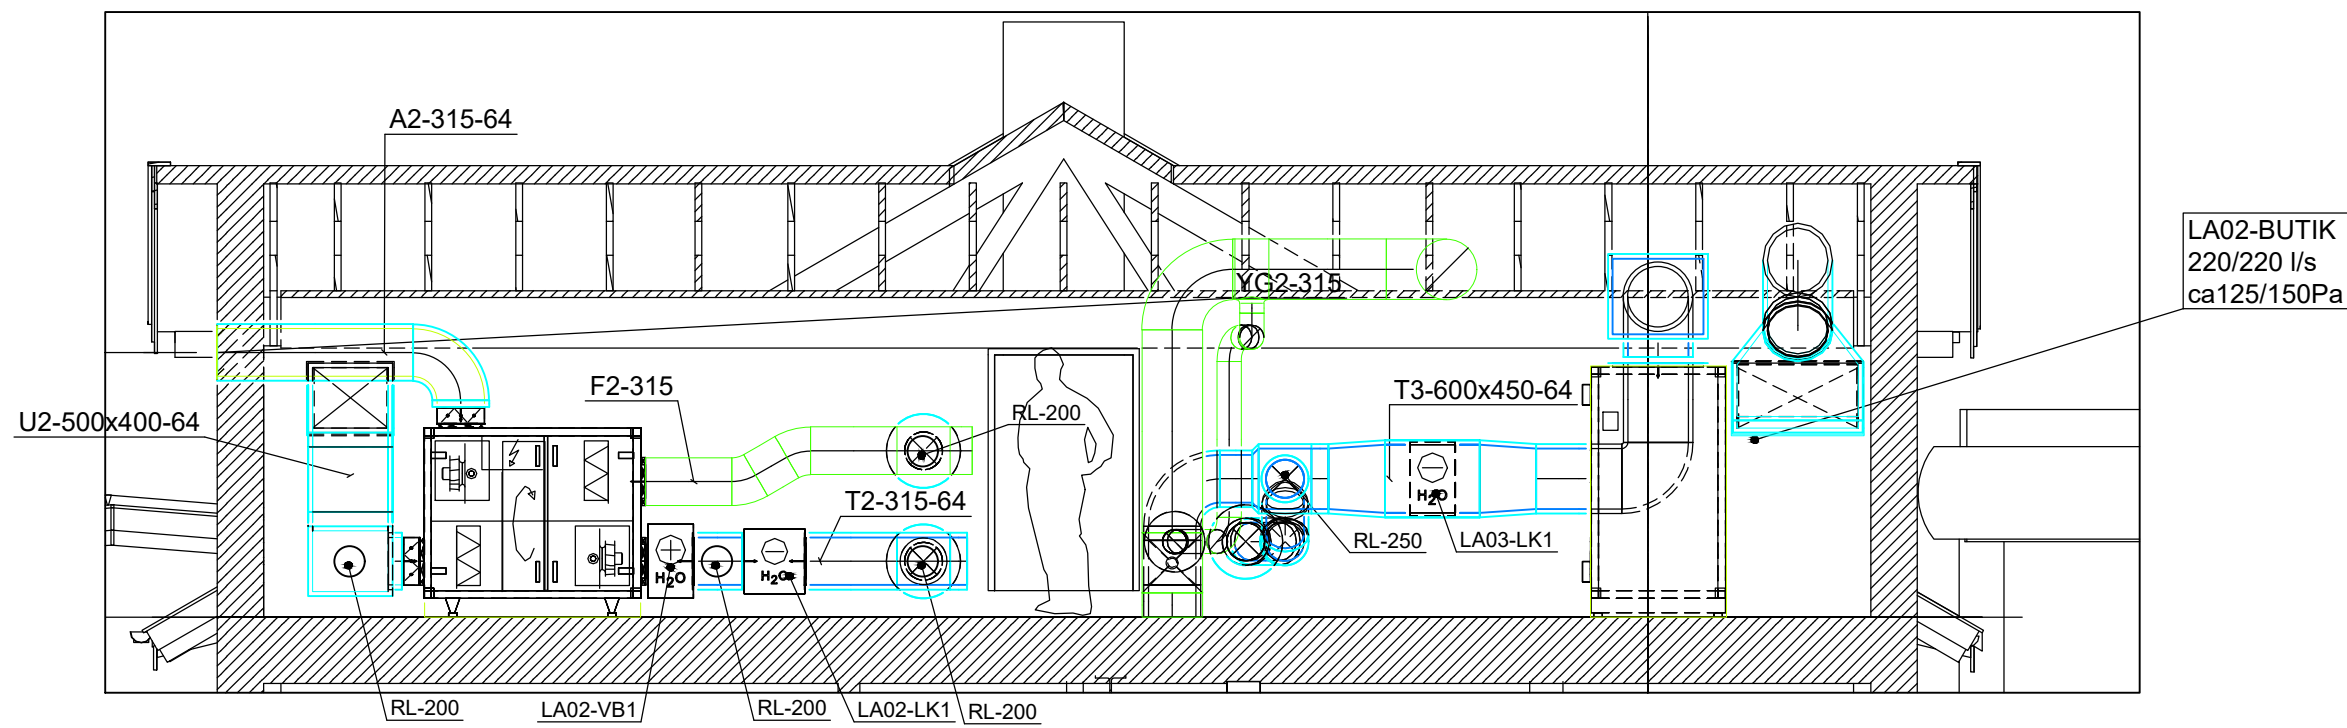 A2-315-64
LA02-BUTIK
220/220 l/s
ca125/150Pa
YG2-315
F2-315
T3-600x450-64
RL-200
U2-500x400-64
T2-315-64
H2O
RL-250
LA03-LK1
H2O
H2O
RL-200
LA02-VB1
RL-200
LA02-LK1
RL-200